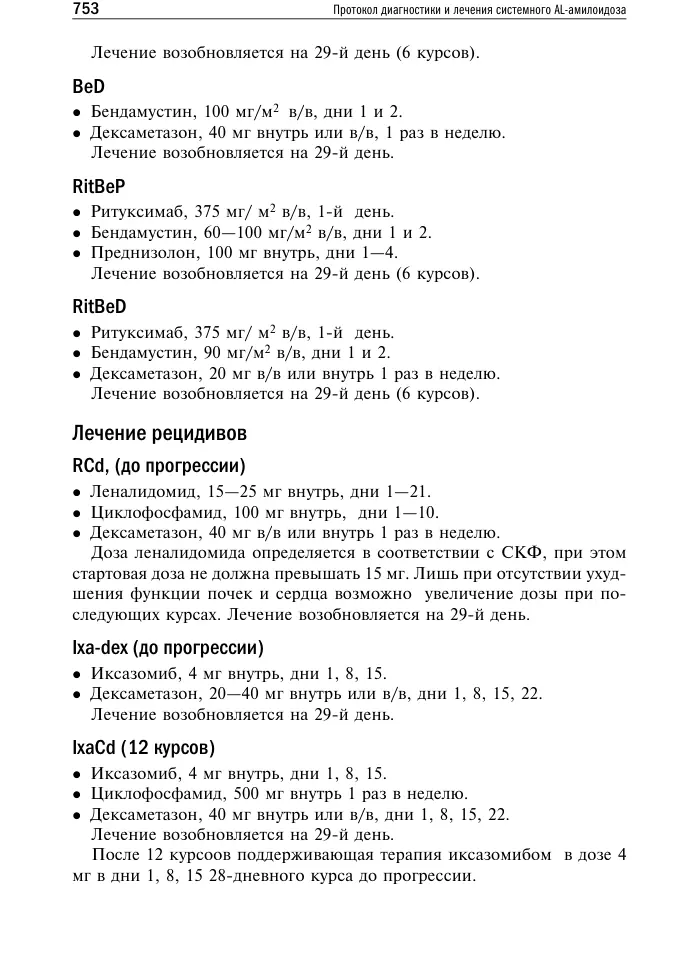 753
Протокол диагностики и лечения системного AL-амилоидоза
Лечение возобновляется на 29-й день (6 курсов).
BeD
• Бендамустин, 100 мг/м² в/в, дни 1 и 2.
• Дексаметазон, 40 мг внутрь или в/в, 1 раз в неделю.
Лечение возобновляется на 29-й день.
RitBeP
• Ритуксимаб, 375 мг/ м² в/в, 1-й день.
• Бендамустин, 60—100 мг/м² в/в, дни 1 и 2.
• Преднизолон, 100 мг внутрь, дни 1—4.
Лечение возобновляется на 29-й день (6 курсов).
RitBeD
• Ритуксимаб, 375 мг/ м² в/в, 1-й день.
• Бендамустин, 90 мг/м² в/в, дни 1 и 2.
• Дексаметазон, 20 мг в/в или внутрь 1 раз в неделю.
Лечение возобновляется на 29-й день (6 курсов).
Лечение рецидивов
RCd, (до прогрессии)
• Леналидомид, 15—25 мг внутрь, дни 1—21.
• Циклофосфамид, 100 мг внутрь, дни 1—10.
• Дексаметазон, 40 мг в/в или внутрь 1 раз в неделю.
Доза леналидомида определяется в соответствии с СКФ, при этом
стартовая доза не должна превышать 15 мг. Лишь при отсутствии ухуд-
шения функции почек и сердца возможно увеличение дозы при по-
следующих курсах. Лечение возобновляется на 29-й день.
Ixa-dex (до прогрессии)
• Иксазомиб, 4 мг внутрь, дни 1, 8, 15.
• Дексаметазон, 20—40 мг внутрь или в/в, дни 1, 8, 15, 22.
Лечение возобновляется на 29-й день.
IxaCd (12 курсов)
• Иксазомиб, 4 мг внутрь, дни 1, 8, 15.
• Циклофосфамид, 500 мг внутрь 1 раз в неделю.
• Дексаметазон, 40 мг внутрь или в/в, дни 1, 8, 15, 22.
Лечение возобновляется на 29-й день.
После 12 курсоов поддерживающая терапия иксазомибом в дозе 4
мг в дни 1, 8, 15 28-дневного курса до прогрессии.